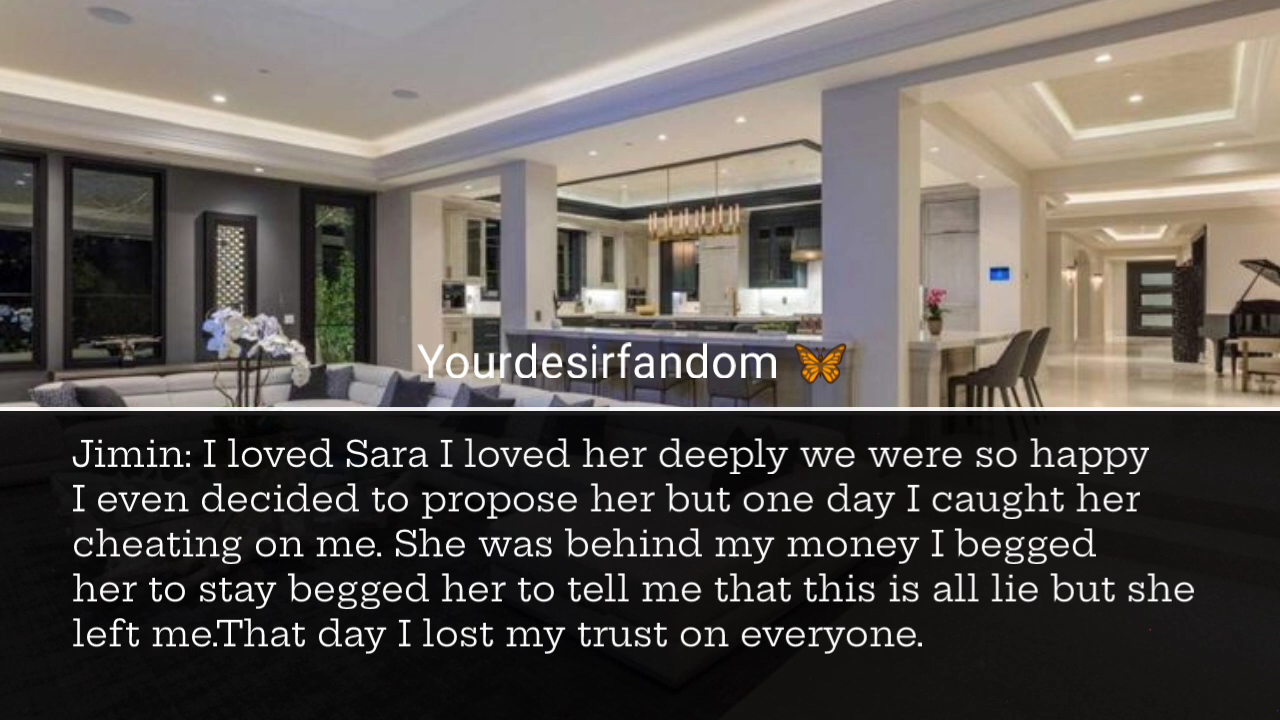 Yourdesirfandom 🦋
Jimin: I loved Sara I loved her deeply we were so happy
I even decided to propose her but one day I caught her
cheating on me. She was behind my money I begged
her to stay begged her to tell me that this is all lie but she
left me.That day I lost my trust on everyone.